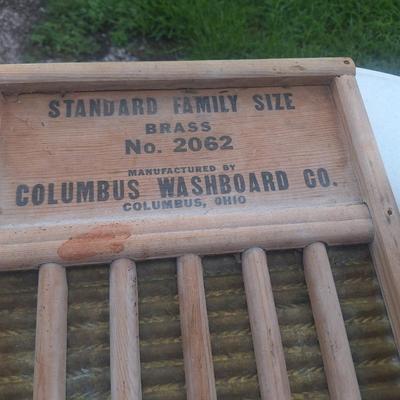 STANDARD FAMILY SIZE
BRASS
No. 2062
MANUFACTURED BY
COLUMBUS WASHBOARD CO.
COLUMBUS, OHIO